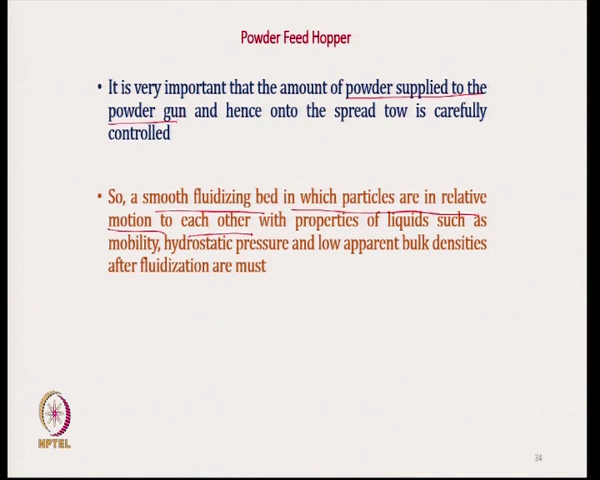 Powder Feed Hopper
• It is very important that the amount of powder supplied to the
powder gun and hence onto the spread tow is carefully
controlled
• So, a smooth fluidizing bed in which particles are in relative
motion to each other with properties of liquids such as
mobility, hydrostatic pressure and low apparent bulk densities
after fluidization are must
NPTEL
34